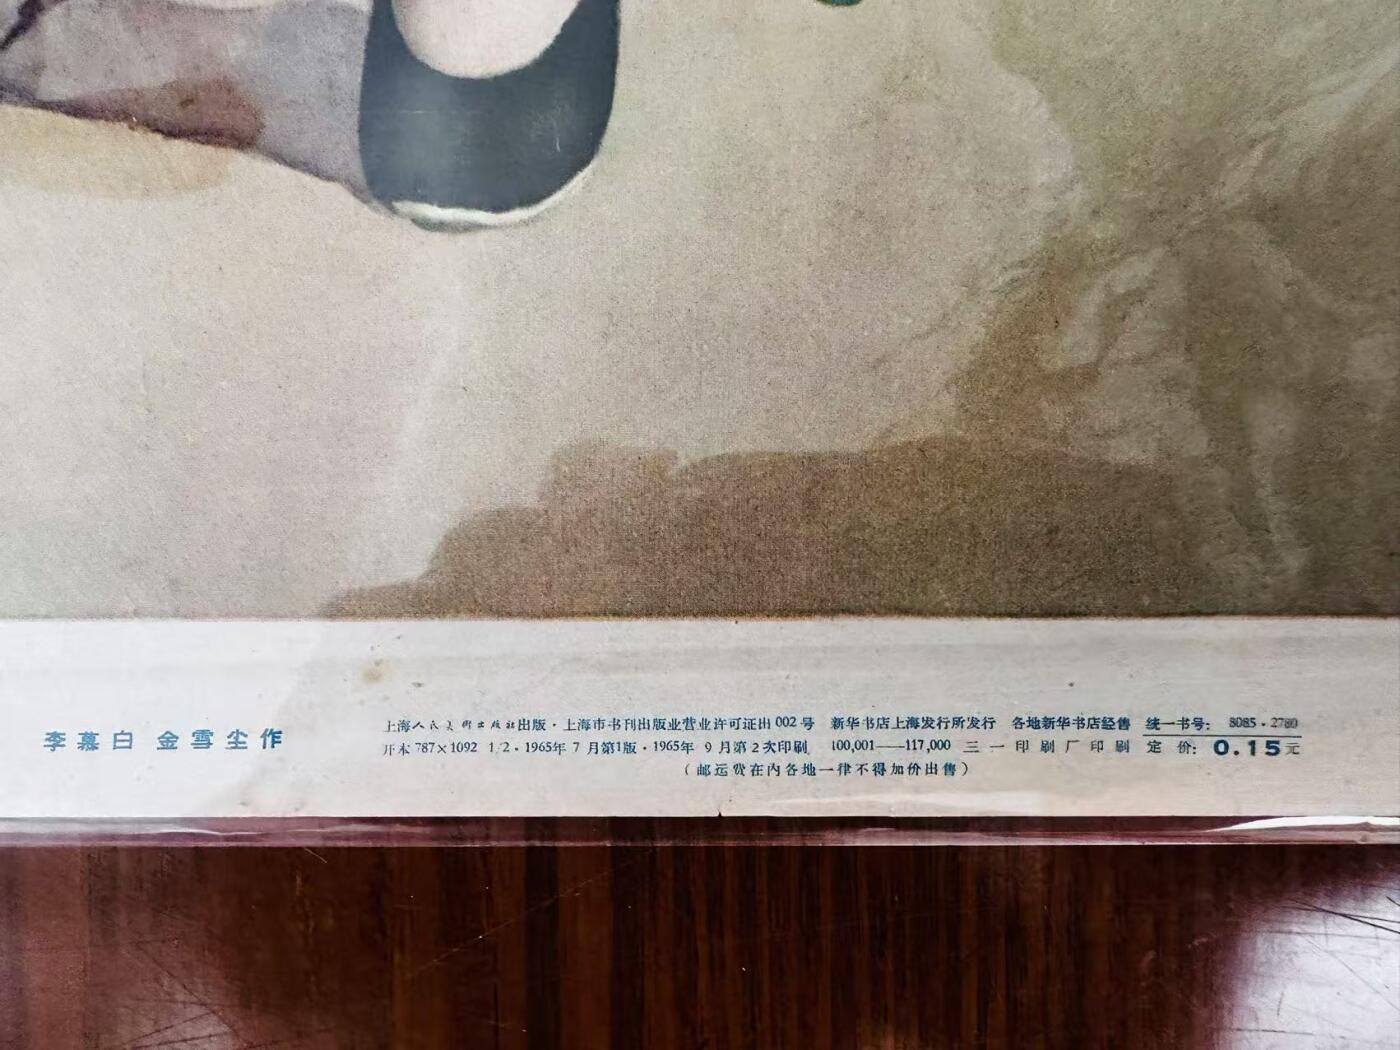 李慕白 金雪尘作
上海人民美术出版社出版·上海市书刊出版业营业许可证出002号 新华书店上海发行所发行 各地新华书店经售 统一书号： 8085·2780
开本 787×1092 1/2·1965年 7 月第1版·1965年 9 月第 2 次印刷 100,001——117,000 三一印刷厂印刷 定价： 0.15元
（邮运费在内各地一律不得加价出售）